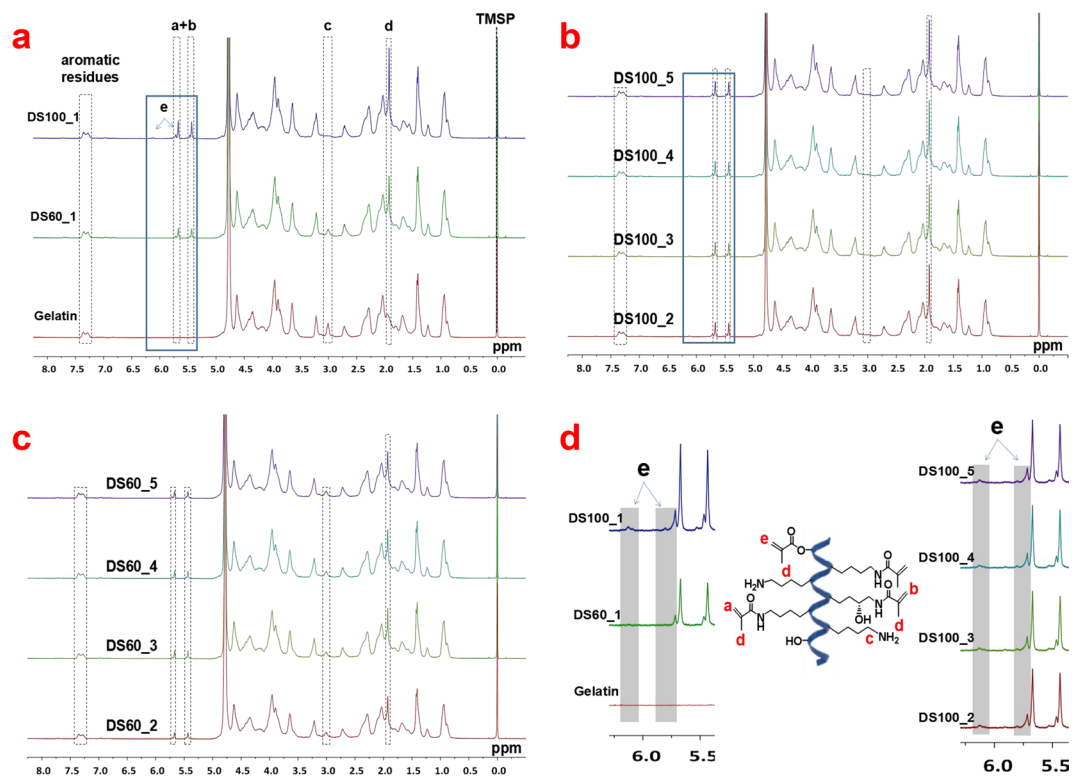 a
a+b
c
d
TMSP
aromatic
residues
e
DS100_1
DS60_1
Gelatin
ppm
8.0 7.5 7.0 6.5 6.0 5.5 5.0 4.5 4.0 3.5 3.0 2.5 2.0 1.5 1.0 0.5 0.0
b
DS100_5
DS100_4
DS100_3
DS100_2
ppm
8.0 7.5 7.0 6.5 6.0 5.5 5.0 4.5 4.0 3.5 3.0 2.5 2.0 1.5 1.0 0.5 0.0
c
DS60_5
DS60_4
DS60_3
DS60_2
ppm
8.0 7.5 7.0 6.5 6.0 5.5 5.0 4.5 4.0 3.5 3.0 2.5 2.0 1.5 1.0 0.5 0.0
d
e
DS100_1
DS60_1
Gelatin
6.0 5.5
e
O
O
d
H2N
O
N
H
b
O
a
N
H
O
N
H
OH
d
d
HO
c
NH2
e
DS100_5
DS100_4
DS100_3
DS100_2
6.0 5.5